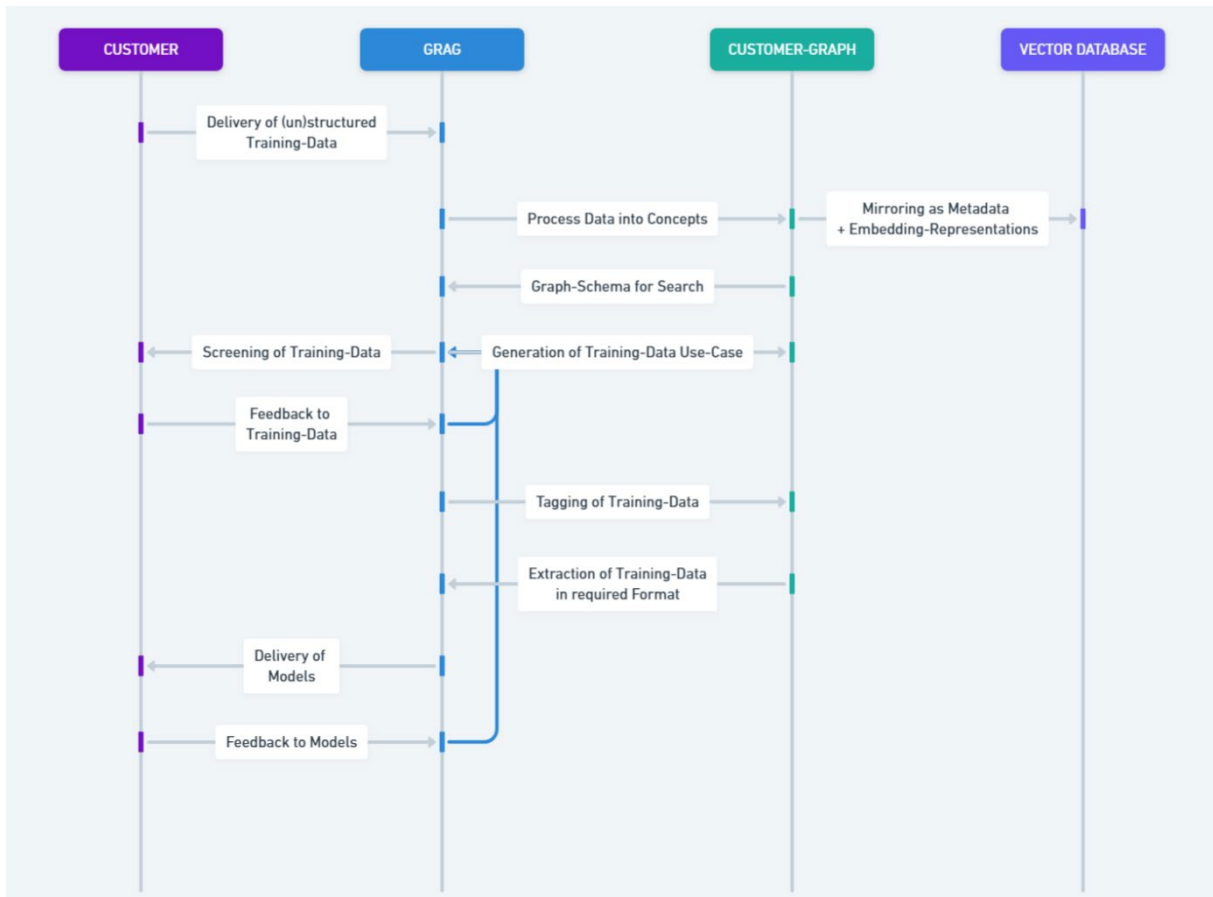 CUSTOMER
GRAG
CUSTOMER-GRAPH
VECTOR DATABASE
Delivery of (un)structured
Training-Data
Process Data into Concepts
Mirroring as Metadata
+ Embedding-Representations
Graph-Schema for Search
Screening of Training-Data
Generation of Training-Data Use-Case
Feedback to
Training-Data
Tagging of Training-Data
Extraction of Training-Data
in required Format
Delivery of
Models
Feedback to Models